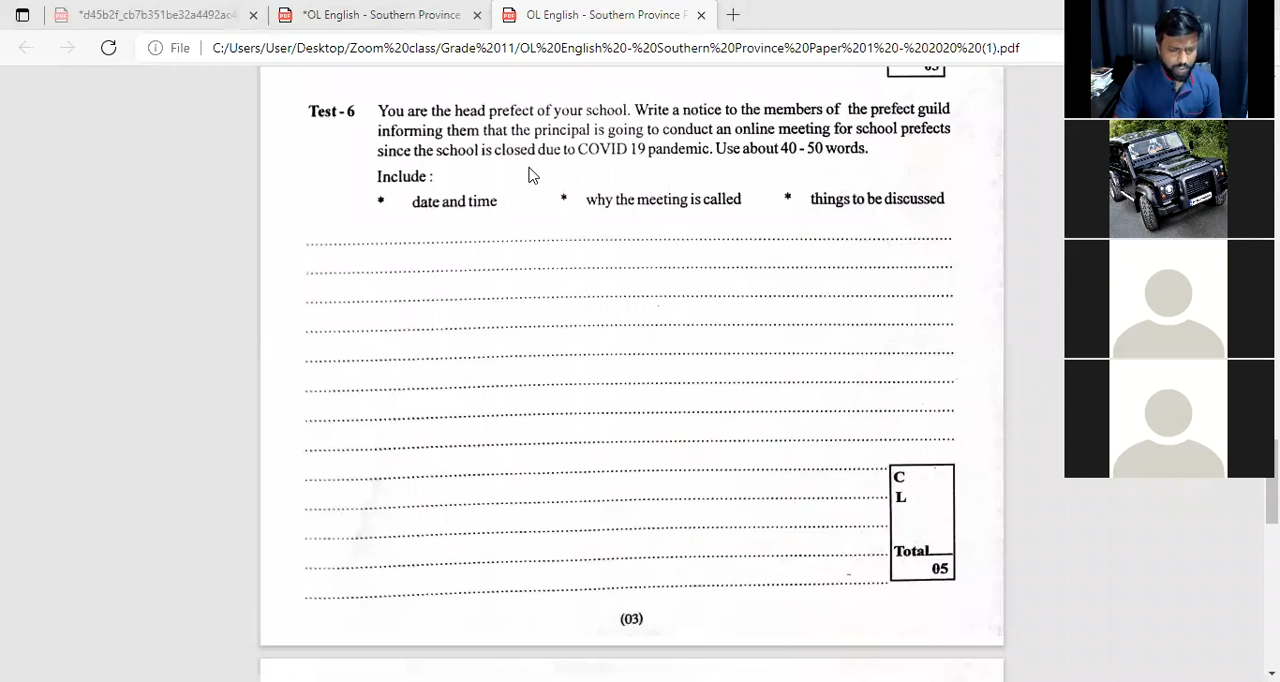 *d45b2f_cb7b351be32a4492ac4
*OL English - Southern Province
OL English - Southern Province P
File
C:/Users/User/Desktop/Zoom%20class/Grade%2011/OL%20English%20-%20Southern%20Province%20Paper%201%20-%202020%20(1).pdf
Test - 6 You are the head prefect of your school. Write a notice to the members of the prefect guild
informing them that the principal is going to conduct an online meeting for school prefects
since the school is closed due to COVID 19 pandemic. Use about 40 - 50 words.
Include :
* date and time * why the meeting is called * things to be discussed
C
L
Total
05
(03)